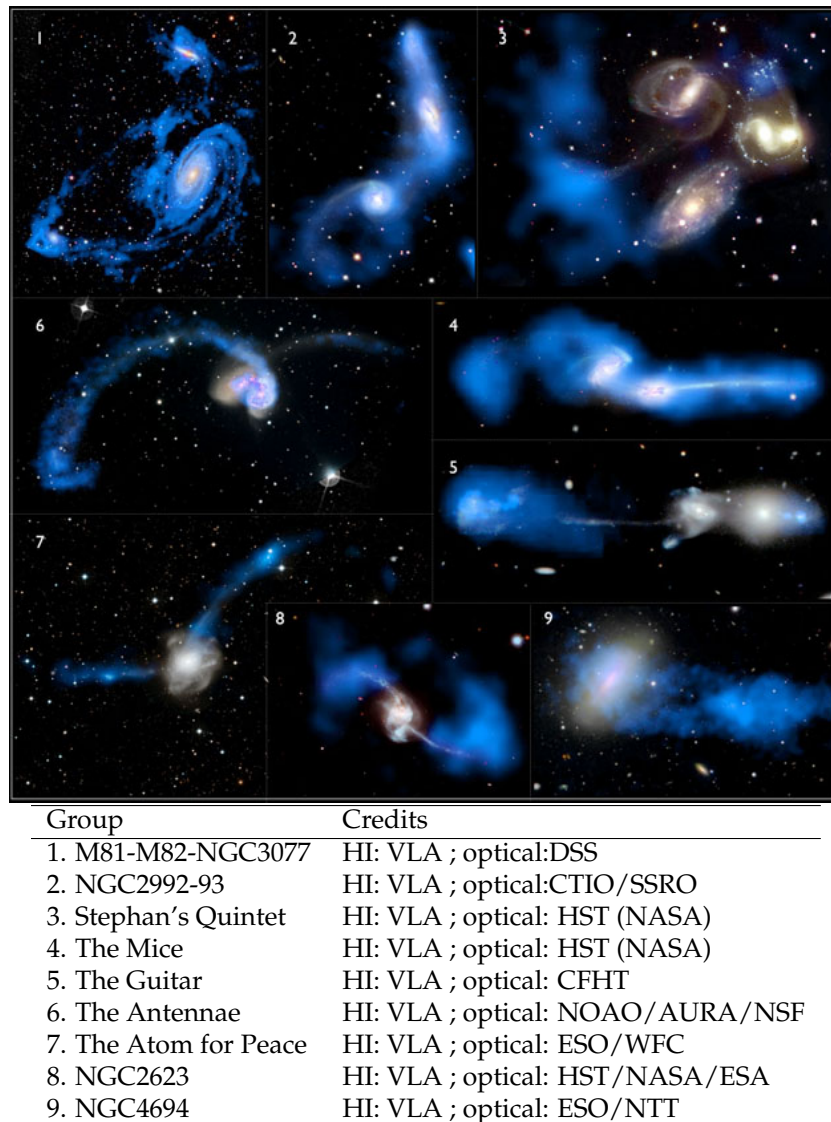 1
2
3
6
4
5
7
8
9
Group Credits
1. M81-M82-NGC3077 HI: VLA ; optical:DSS
2. NGC2992-93 HI: VLA ; optical:CTIO/SSRO
3. Stephan's Quintet HI: VLA ; optical: HST (NASA)
4. The Mice HI: VLA ; optical: HST (NASA)
5. The Guitar HI: VLA ; optical: CFHT
6. The Antennae HI: VLA ; optical: NOAO/AURA/NSF
7. The Atom for Peace HI: VLA ; optical: ESO/WFC
8. NGC2623 HI: VLA ; optical: HST/NASA/ESA
9. NGC4694 HI: VLA ; optical: ESO/NTT